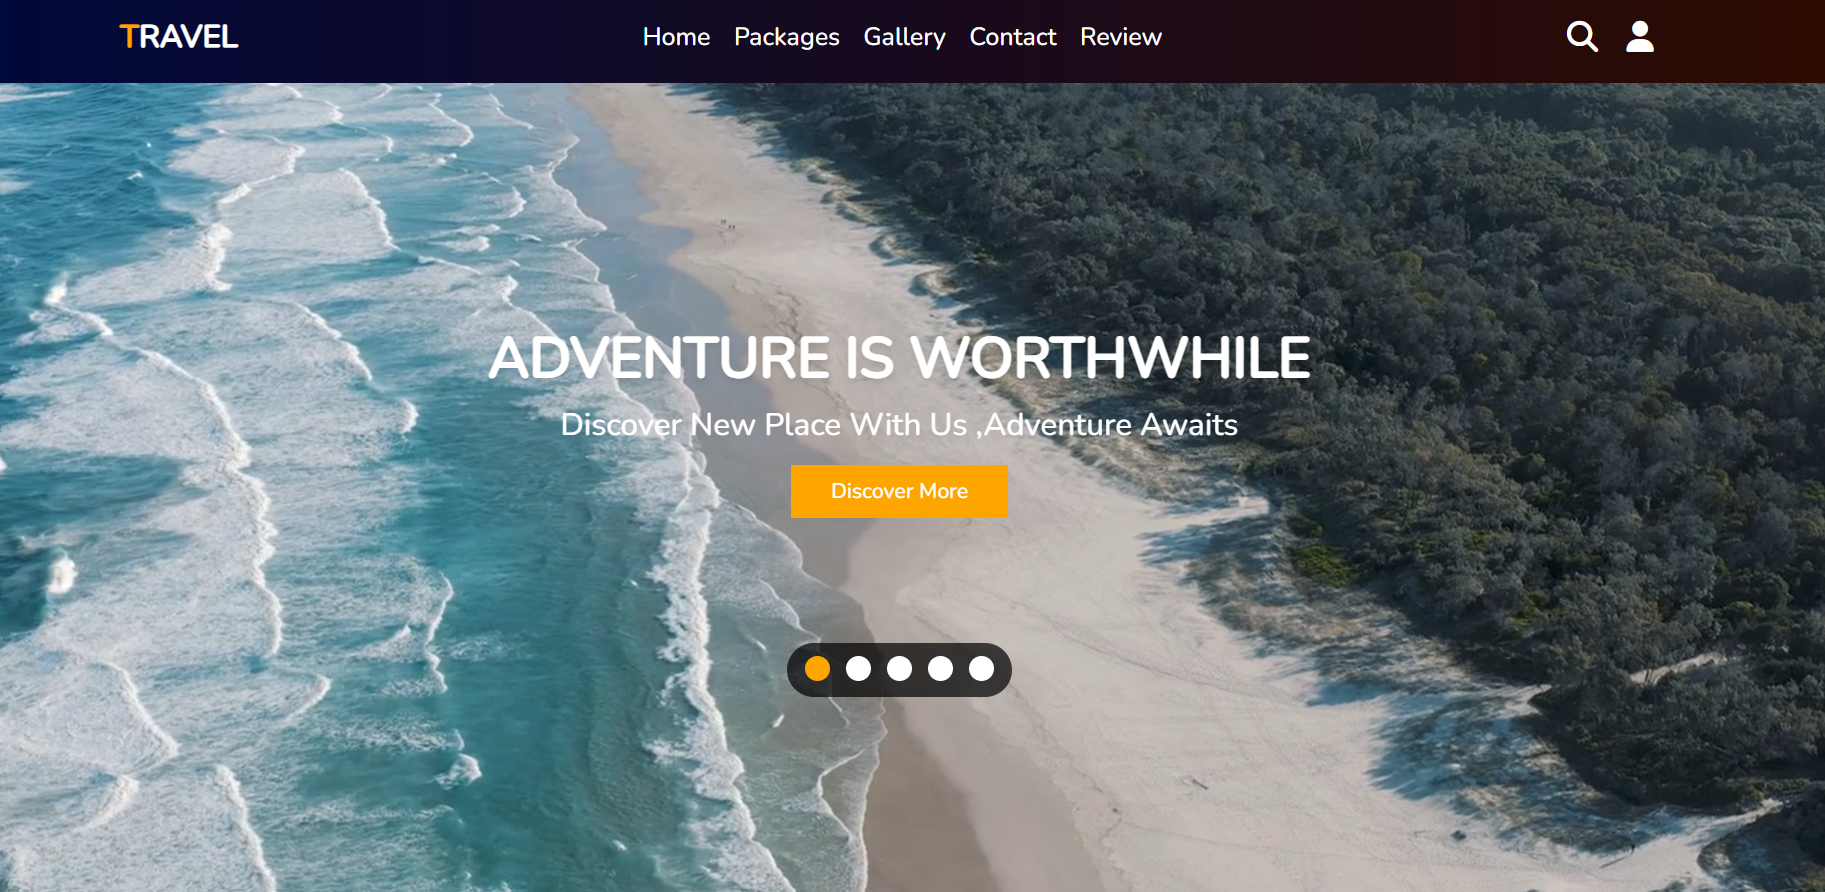 TRAVEL
Home Packages Gallery Contact Review
ADVENTURE IS WORTHWHILE
Discover New Place With Us ,Adventure Awaits
Discover More